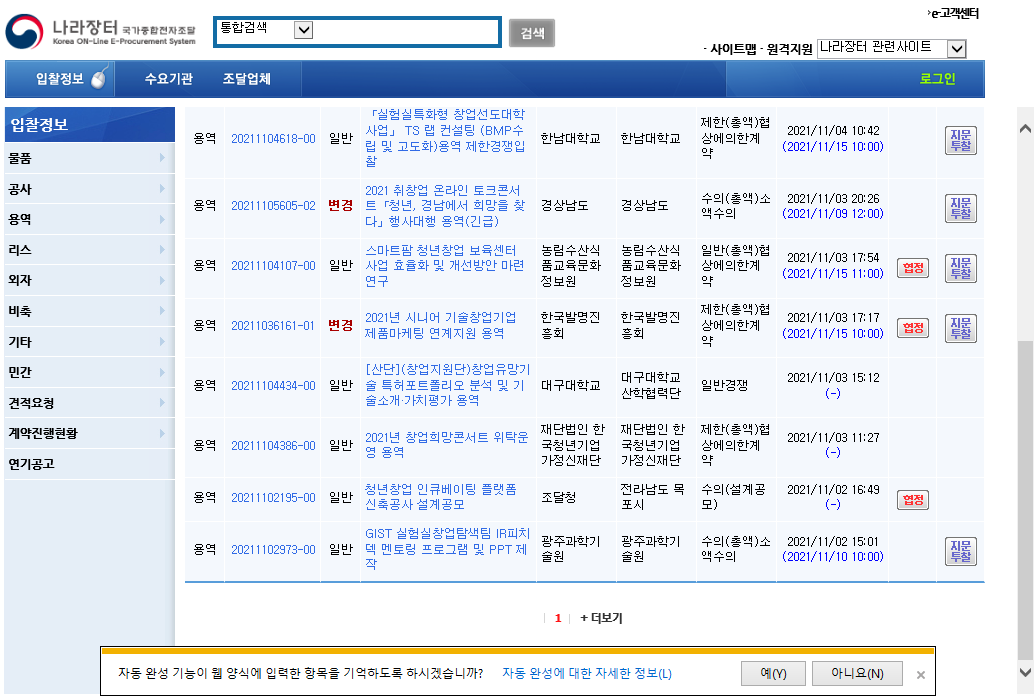 ›e-고객센터
나라장터 국가종합전자조달
Korea ON-Line E-Procurement System
통합검색
검색
· 사이트맵 · 원격지원
나라장터 관련사이트
입찰정보
수요기관
조달업체
로그인
입찰정보
물품
공사
용역
리스
외자
비축
기타
민간
견적요청
계약진행현황
연기공고
용역 20211104618-00 일반
「실험실특화형 창업선도대학
사업」 TS 랩 컨설팅 (BMP수
립 및 고도화)용역 제한경쟁입
찰
한남대학교
한남대학교
제한(총액)협
상에의한계
약
2021/11/04 10:42
(2021/11/15 10:00)
지문
투찰
용역 20211105605-02 변경
2021 취창업 온라인 토크콘서
트「청년, 경남에서 희망을 찾
다」행사대행 용역(긴급)
경상남도
경상남도
수의(총액)소
액수의
2021/11/03 20:26
(2021/11/09 12:00)
지문
투찰
용역 20211104107-00 일반
스마트팜 청년창업 보육센터
사업 효율화 및 개선방안 마련
연구
농림수산식
품교육문화
정보원
농림수산식
품교육문화
정보원
일반(총액)협
상에의한계
약
2021/11/03 17:54
(2021/11/15 11:00)
협정
지문
투찰
용역 20211036161-01 변경
2021년 시니어 기술창업기업
제품마케팅 연계지원 용역
한국발명진
흥회
한국발명진
흥회
제한(총액)협
상에의한계
약
2021/11/03 17:17
(2021/11/15 10:00)
협정
지문
투찰
용역 20211104434-00 일반
[산단](창업지원단)창업유망기
술 특허포트폴리오 분석 및 기
술소개·가치평가 용역
대구대학교
대구대학교
산학협력단
일반경쟁
2021/11/03 15:12
(-)
용역 20211104386-00 일반
2021년 창업희망콘서트 위탁운
영 용역
재단법인 한
국청년기업
가정신재단
재단법인 한
국청년기업
가정신재단
제한(총액)협
상에의한계
약
2021/11/03 11:27
(-)
용역 20211102195-00 일반
청년창업 인큐베이팅 플랫폼
신축공사 설계공모
조달청
전라남도 목
포시
수의(설계공
모)
2021/11/02 16:49
(-)
협정
용역 20211102973-00 일반
GIST 실험실창업탐색팀 IR피치
덱 멘토링 프로그램 및 PPT 제
작
광주과학기
술원
광주과학기
술원
수의(총액)소
액수의
2021/11/02 15:01
(2021/11/10 10:00)
지문
투찰
1 + 더보기
자동 완성 기능이 웹 양식에 입력한 항목을 기억하도록 하시겠습니까? 자동 완성에 대한 자세한 정보(L) 예(Y) 아니요(N) ×